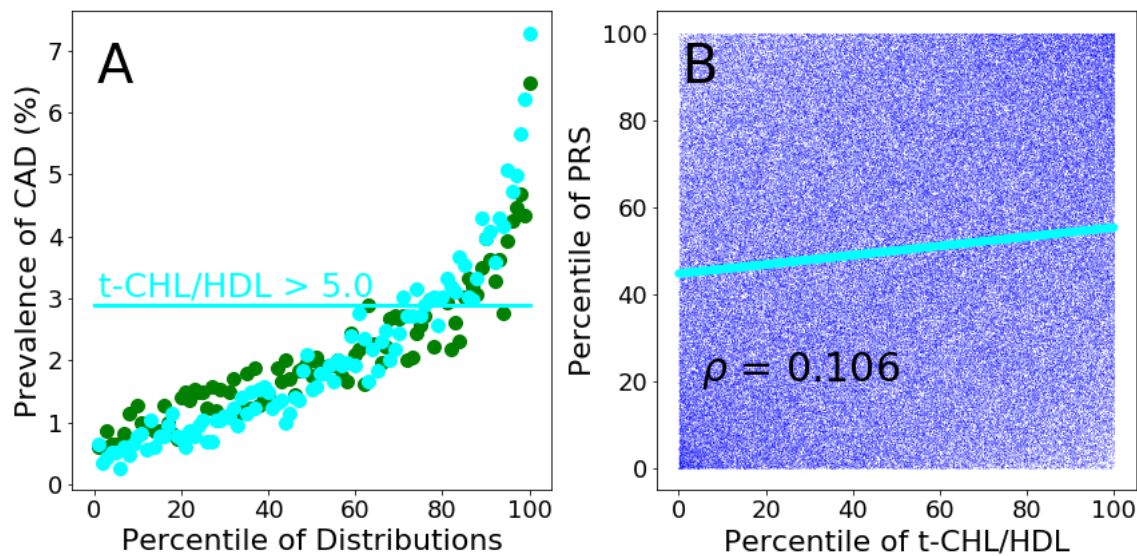 A
7
6
5
4
3
2
1
0
Prevalence of CAD (%)
t-CHL/HDL > 5.0
0 20 40 60 80 100
Percentile of Distributions
B
100
80
60
40
20
0
Percentile of PRS
ρ = 0.106
0 20 40 60 80 100
Percentile of t-CHL/HDL